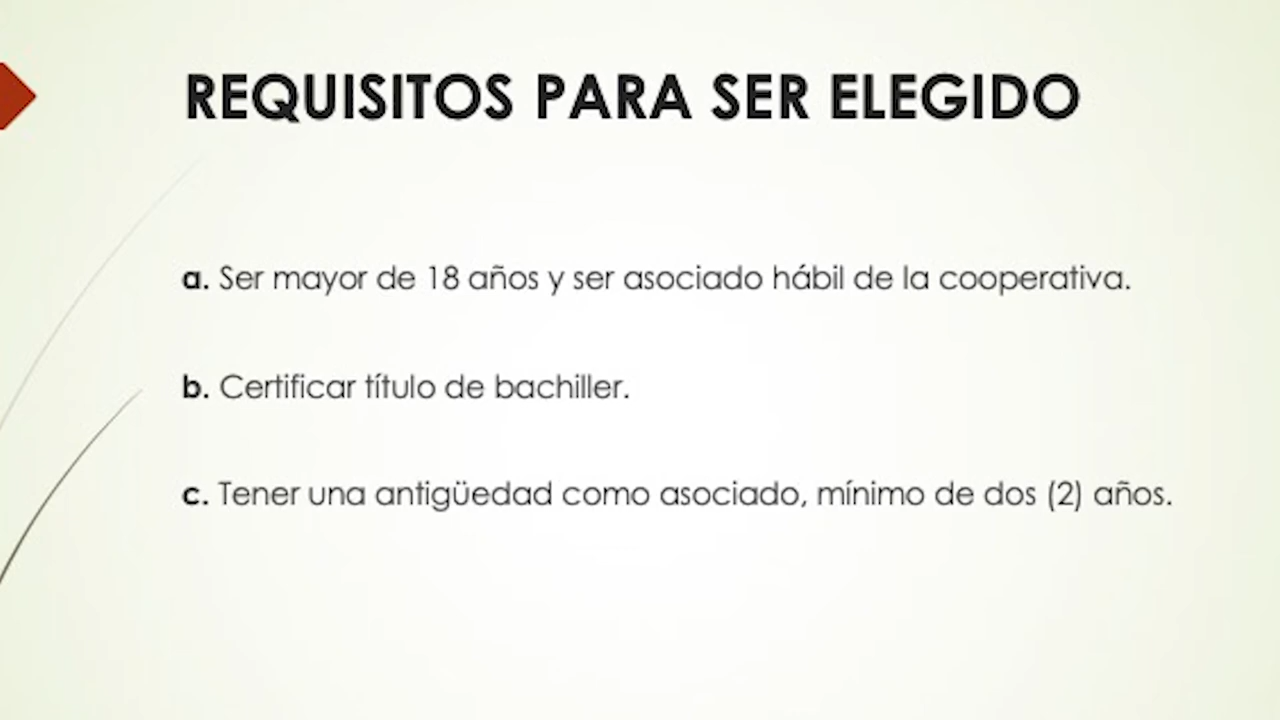 REQUISITOS PARA SER ELEGIDO
a. Ser mayor de 18 años y ser asociado hábil de la cooperativa.
b. Certificar título de bachiller.
c. Tener una antigüedad como asociado, mínimo de dos (2) años.